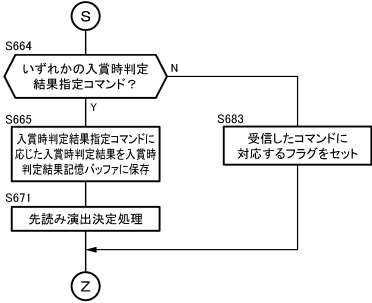 S
S664
いずれかの入賞時判定
結果指定コマンド？
N
Y
S665
入賞時判定結果指定コマンドに
応じた入賞時判定結果を入賞時
判定結果記憶バッファに保存
S683
受信したコマンドに
対応するフラグをセット
S671
先読み演出決定処理
Z